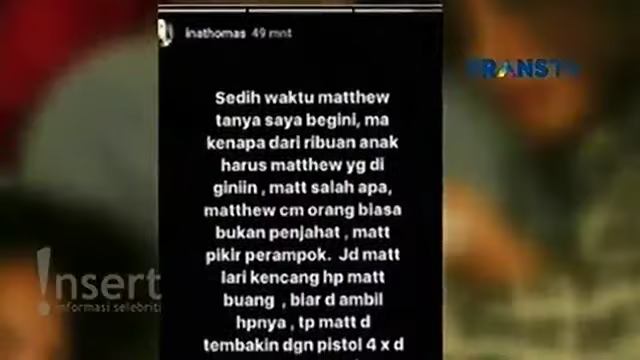 inathomas 49 mnt
TRANSTV
Sedih waktu matthew
tanya saya begini, ma
kenapa dari ribuan anak
harus matthew yg di
giniin , matt salah apa,
matthew cm orang biasa
bukan penjahat , matt
pikir perampok. Jd matt
lari kencang hp matt
buang , biar d ambil
hpnya , tp matt d
tembakin dgn pistol 4 x d
!nsert
informasi selebriti